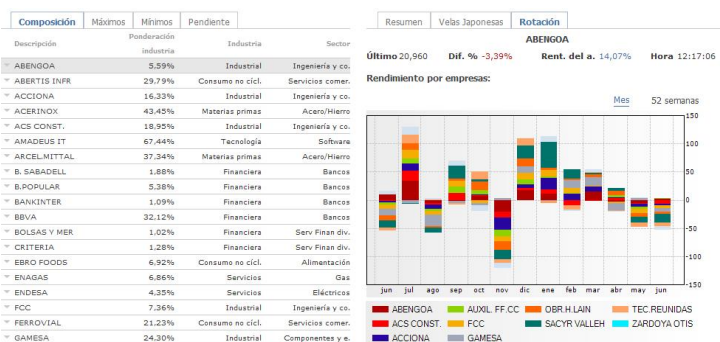 Composición Máximos Mínimos Pendiente
Descripción Ponderación industria Industria Sector
ABENGOA 5.59% Industrial Ingeniería y co.
ABERTIS INFR 29.79% Consumo no cícl. Servicios comer.
ACCIONA 16,33% Industrial Ingeniería y co.
ACERINOX 43.45% Materias primas Acero/Hierro
ACS CONST. 18,95% Industrial Ingeniería y co.
AMADEUS IT 67,44% Tecnología Software
ARCEL.MITTAL 37,34% Materias primas Acero/Hierro
B. SABADELL 1,88% Financiera Bancos
B.POPULAR 5,38% Financiera Bancos
BANKINTER 1,09% Financiera Bancos
BBVA 32,12% Financiera Bancos
BOLSAS Y MER 1,02% Financiera Serv Finan div.
CRITERIA 1,28% Financiera Serv Finan div.
EBRO FOODS 6,92% Consumo no cícl. Alimentación
ENAGAS 6,86% Servicios Gas
ENDESA 4,35% Servicios Eléctricos
FCC 7,36% Industrial Ingeniería y co.
FERROVIAL 21,23% Consumo no cícl. Servicios comer.
GAMESA 24,30% Industrial Componentes y e.
Resumen Velas Japonesas Rotación
ABENGOA
Último 20,960 Dif. % -3,39% Rent. del a. 14,07% Hora 12:17:06
Rendimiento por empresas:
Mes 52 semanas
150
100
50
0
-50
-100
-150
jun jul ago sep oct nov dic ene feb mar abr may jun
ABENGOA AUXIL. FF.CC OBR.H.LAIN TEC.REUNIDAS
ACS CONST. FCC SACYR VALLEH ZARDOYA OTIS
ACCIONA GAMESA